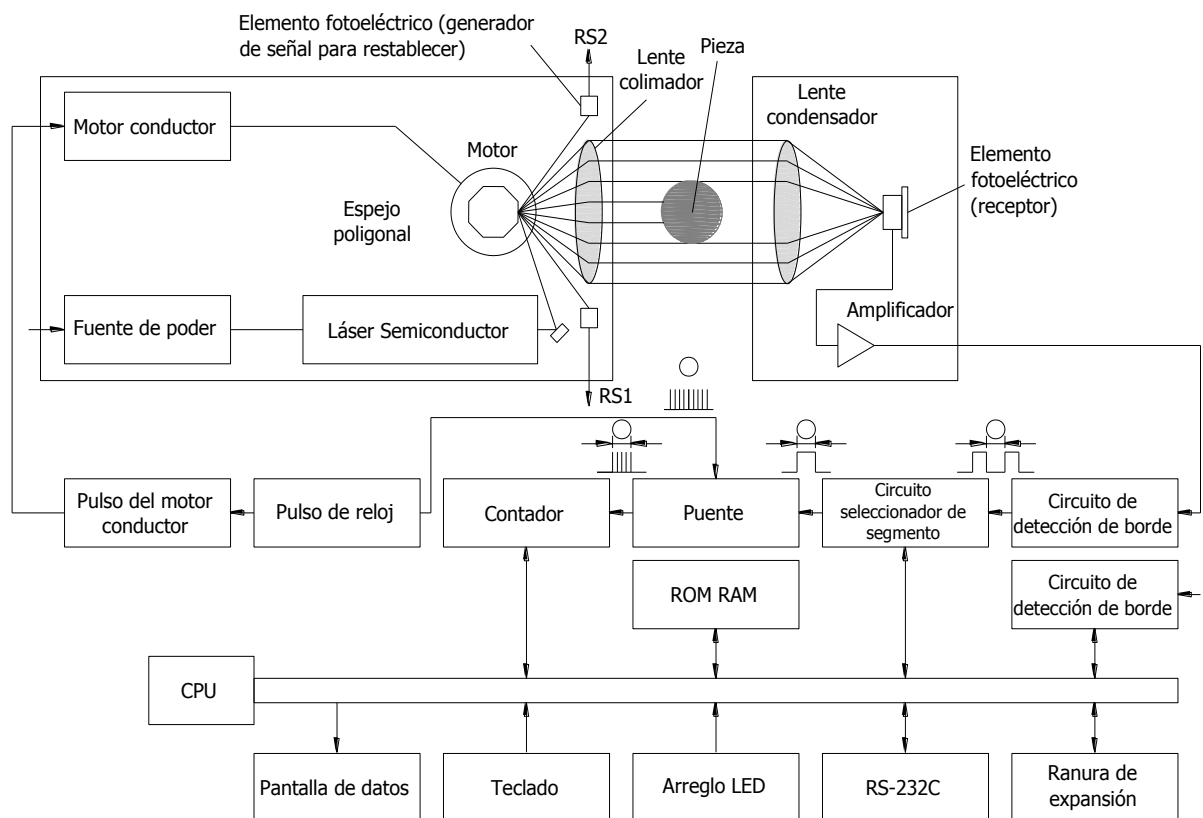 Elemento fotoeléctrico (generador
de señal para restablecer)
RS2
Lente
colimador
Pieza
Lente
condensador
Motor conductor
Motor
Elemento
fotoeléctrico
(receptor)
Espejo
poligonal
Fuente de poder
Láser Semiconductor
Amplificador
RS1
Pulso del motor
conductor
Pulso de reloj
Contador
Puente
Circuito
seleccionador de
segmento
Circuito de
detección de borde
ROM RAM
Circuito de
detección de borde
CPU
Pantalla de datos
Teclado
Arreglo LED
RS-232C
Ranura de
expansión